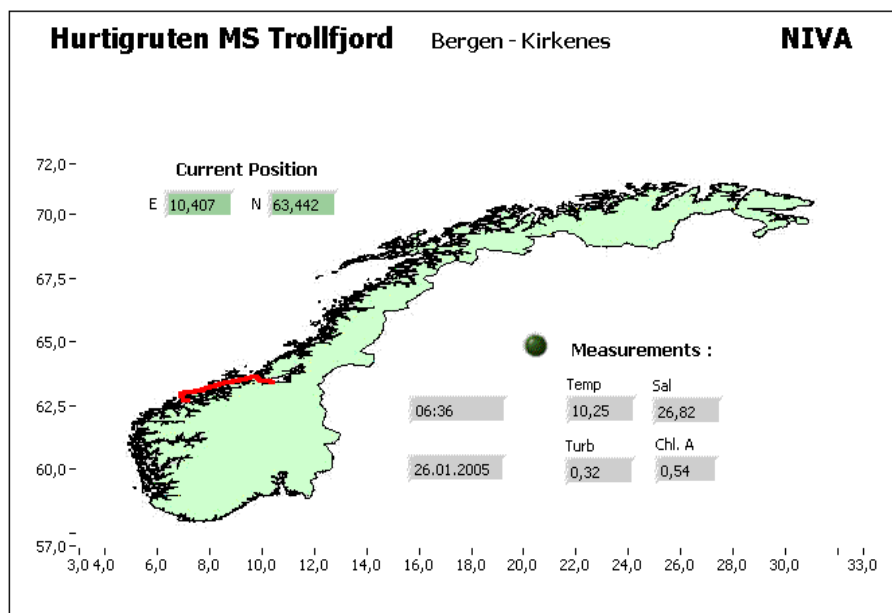 Hurtigruten MS Trollfjord Bergen - Kirkenes NIVA
72,0
Current Position
E 10,407 N 63,442
70,0
67,5
65,0
Measurements :
Temp Sal
62,5
06:36 10,25 26,82
Turb Chl. A
60,0
26.01.2005 0,32 0,54
57,0
3,0 4,0 6,0 8,0 10,0 12,0 14,0 16,0 18,0 20,0 22,0 24,0 26,0 28,0 30,0 33,0